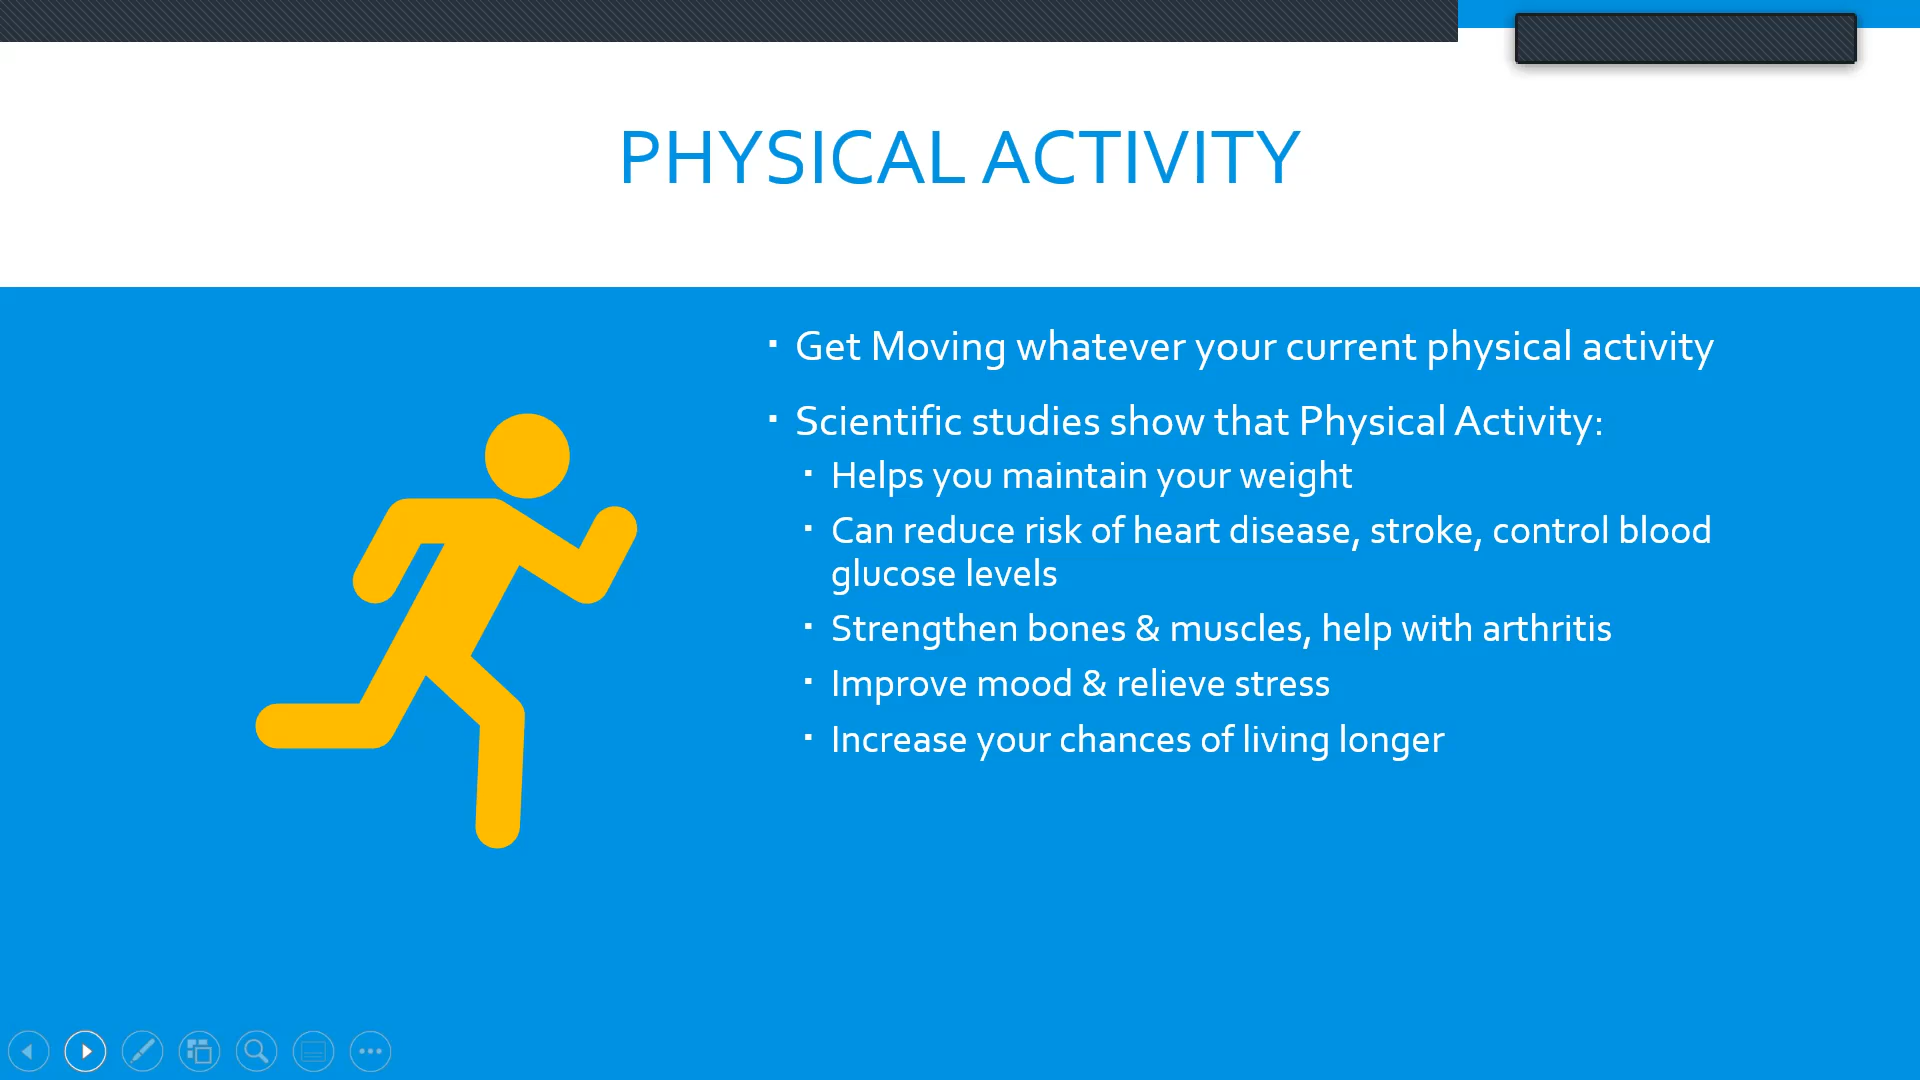 PHYSICAL ACTIVITY
▪ Get Moving whatever your current physical activity
▪ Scientific studies show that Physical Activity:
▪ Helps you maintain your weight
▪ Can reduce risk of heart disease, stroke, control blood
glucose levels
▪ Strengthen bones & muscles, help with arthritis
▪ Improve mood & relieve stress
▪ Increase your chances of living longer